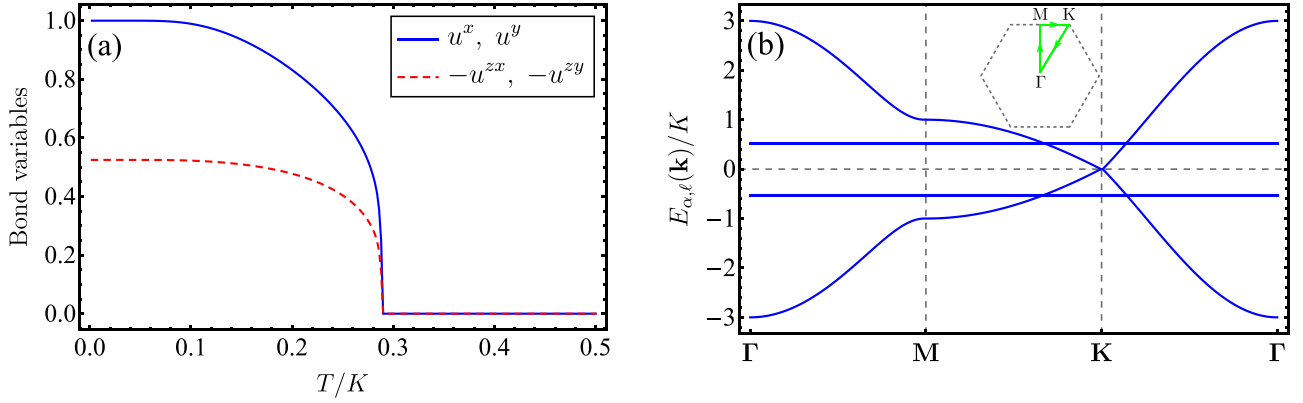 (a)
u^x, u^y
−u^{zx}, −u^{zy}
Bond variables
1.0
0.8
0.6
0.4
0.2
0.0
0.0 0.1 0.2 0.3 0.4 0.5
T/K
(b)
M K
Γ
E_{α,ℓ}(𝐤)/K
3
2
1
0
−1
−2
−3
Γ M K Γ